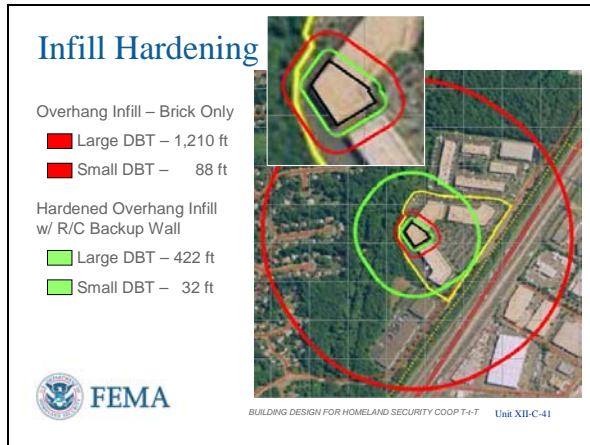 Infill Hardening
Overhang Infill – Brick Only
Large DBT – 1,210 ft
Small DBT – 88 ft
Hardened Overhang Infill
w/ R/C Backup Wall
Large DBT – 422 ft
Small DBT – 32 ft
FEMA
BUILDING DESIGN FOR HOMELAND SECURITY COOP T-t-T Unit XII-C-41